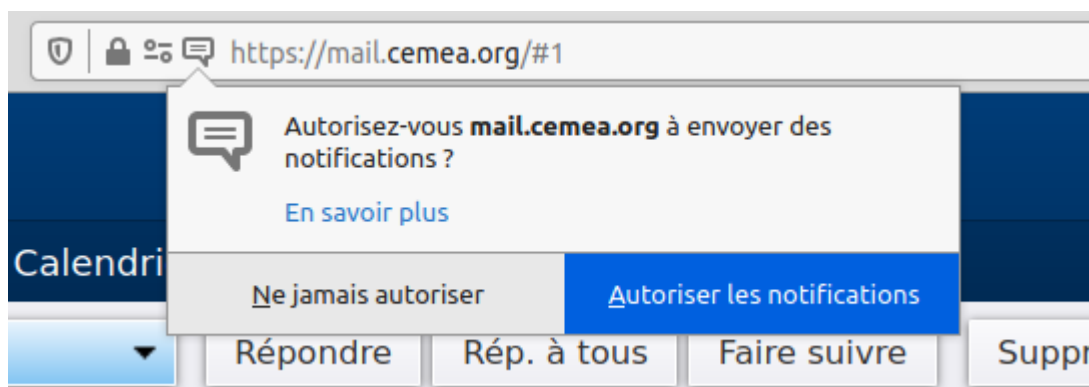 https://mail.cemea.org/#1
Autorisez-vous mail.cemea.org à envoyer des
notifications ?
En savoir plus
Calendri
Ne jamais autoriser
Autoriser les notifications
Répondre
Rép. à tous
Faire suivre
Suppr